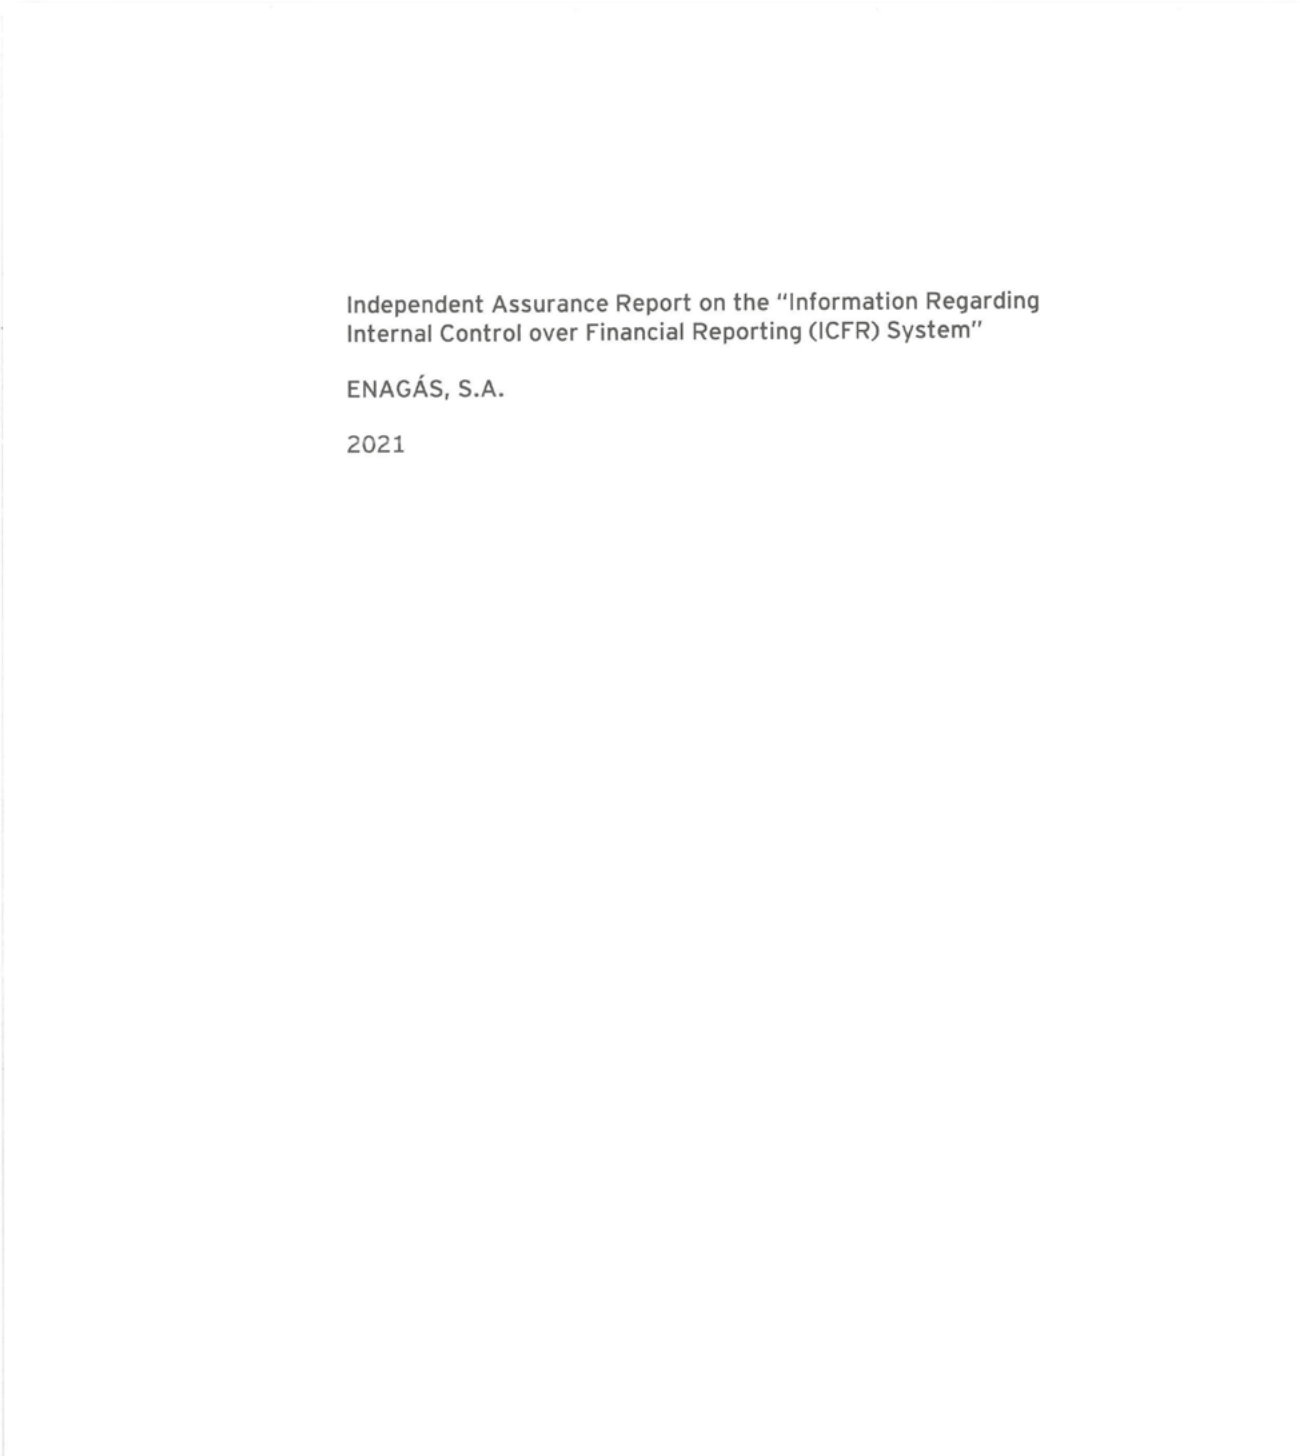 Independent Assurance Report on the “Information Regarding
Internal Control over Financial Reporting (ICFR) System”
ENAGÁS, S.A.
2021